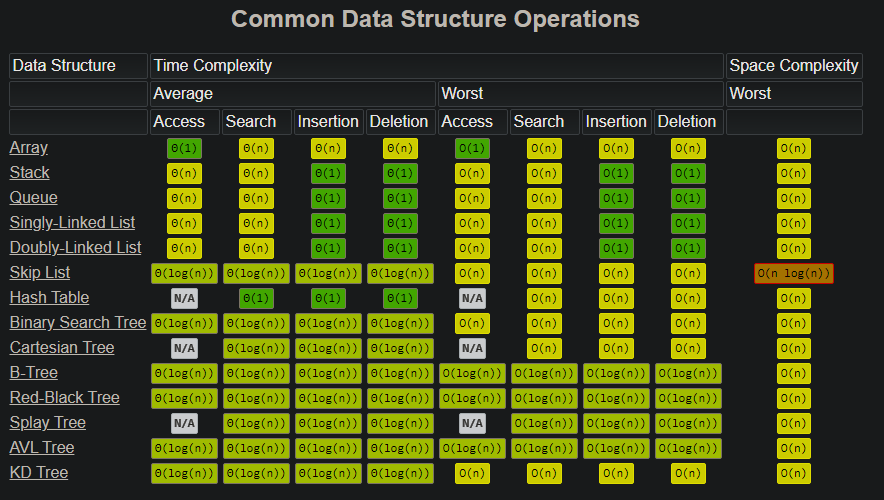 Common Data Structure Operations
Data Structure Time Complexity Space Complexity
Average Worst Worst
Access Search Insertion Deletion Access Search Insertion Deletion
Array Θ(1) Θ(n) Θ(n) Θ(n) O(1) O(n) O(n) O(n) O(n)
Stack Θ(n) Θ(n) Θ(1) Θ(1) O(n) O(n) O(1) O(1) O(n)
Queue Θ(n) Θ(n) Θ(1) Θ(1) O(n) O(n) O(1) O(1) O(n)
Singly-Linked List Θ(n) Θ(n) Θ(1) Θ(1) O(n) O(n) O(1) O(1) O(n)
Doubly-Linked List Θ(n) Θ(n) Θ(1) Θ(1) O(n) O(n) O(1) O(1) O(n)
Skip List Θ(log(n)) Θ(log(n)) Θ(log(n)) Θ(log(n)) O(n) O(n) O(n) O(n) O(n log(n))
Hash Table N/A Θ(1) Θ(1) Θ(1) N/A O(n) O(n) O(n) O(n)
Binary Search Tree Θ(log(n)) Θ(log(n)) Θ(log(n)) Θ(log(n)) O(n) O(n) O(n) O(n) O(n)
Cartesian Tree N/A Θ(log(n)) Θ(log(n)) Θ(log(n)) N/A O(n) O(n) O(n) O(n)
B-Tree Θ(log(n)) Θ(log(n)) Θ(log(n)) Θ(log(n)) O(log(n)) O(log(n)) O(log(n)) O(log(n)) O(n)
Red-Black Tree Θ(log(n)) Θ(log(n)) Θ(log(n)) Θ(log(n)) O(log(n)) O(log(n)) O(log(n)) O(log(n)) O(n)
Splay Tree N/A Θ(log(n)) Θ(log(n)) Θ(log(n)) N/A O(log(n)) O(log(n)) O(log(n)) O(n)
AVL Tree Θ(log(n)) Θ(log(n)) Θ(log(n)) Θ(log(n)) O(log(n)) O(log(n)) O(log(n)) O(log(n)) O(n)
KD Tree Θ(log(n)) Θ(log(n)) Θ(log(n)) Θ(log(n)) O(n) O(n) O(n) O(n) O(n)